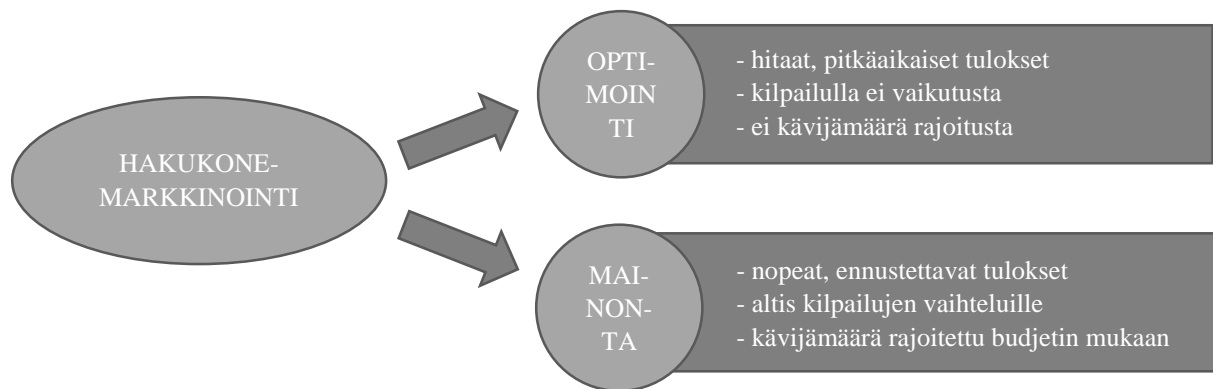 HAKUKONE-
MARKKINOINTI
OPTI-
MOIN
TI
- hitaat, pitkäaikaiset tulokset
- kilpailulla ei vaikutusta
- ei kävijämäärä rajoitusta
MAI-
NON-
TA
- nopeat, ennustettavat tulokset
- altis kilpailujen vaihteluille
- kävijämäärä rajoitettu budjetin mukaan